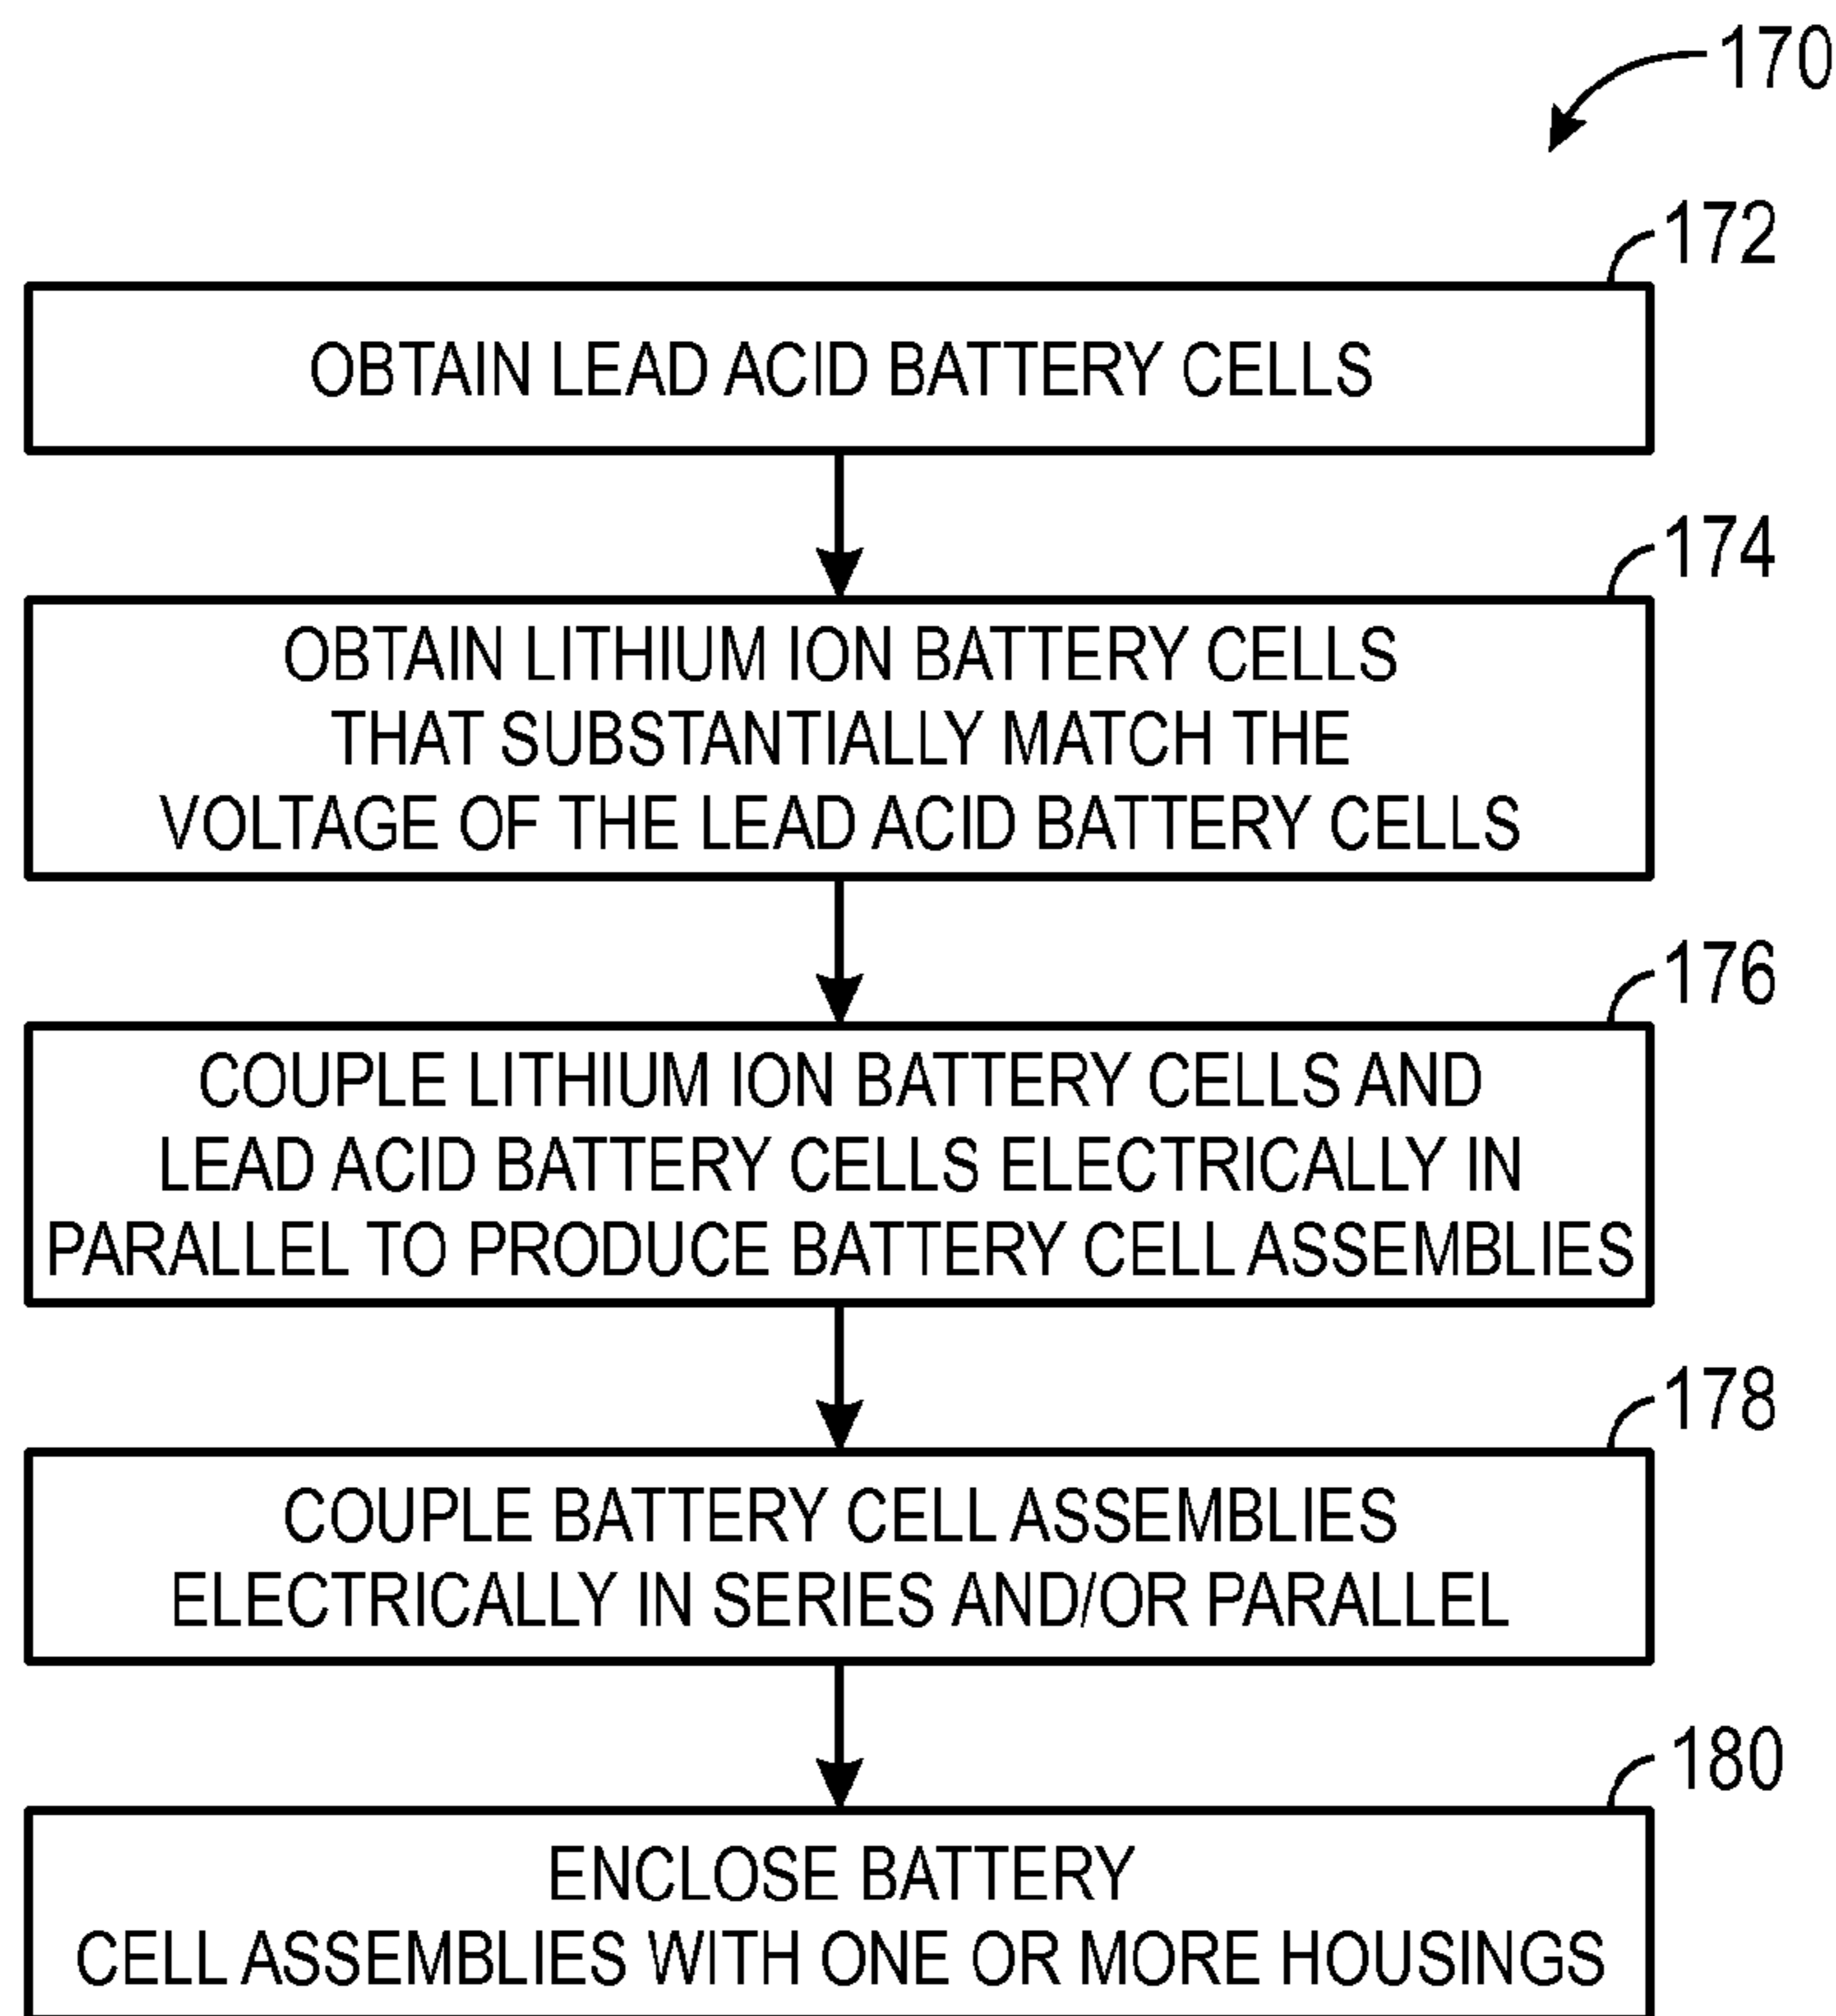 170
172
OBTAIN LEAD ACID BATTERY CELLS
174
OBTAIN LITHIUM ION BATTERY CELLS
THAT SUBSTANTIALLY MATCH THE
VOLTAGE OF THE LEAD ACID BATTERY CELLS
176
COUPLE LITHIUM ION BATTERY CELLS AND
LEAD ACID BATTERY CELLS ELECTRICALLY IN
PARALLEL TO PRODUCE BATTERY CELL ASSEMBLIES
178
COUPLE BATTERY CELL ASSEMBLIES
ELECTRICALLY IN SERIES AND/OR PARALLEL
180
ENCLOSE BATTERY
CELL ASSEMBLIES WITH ONE OR MORE HOUSINGS